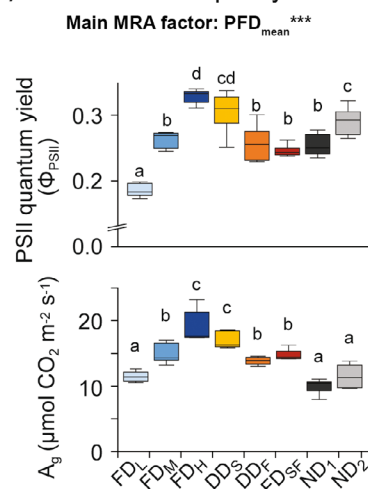 Main MRA factor: PFDmean***
PSII quantum yield
(ΦPSII)
0.3
0.2
0.0
a
b
d
cd
b
b
b
c
Ag (µmol CO2 m-2 s-1)
20
10
0
a
b
c
c
b
b
a
a
FDL
FDM
FDH
DDS
DDF
FDSF
ND1
ND2